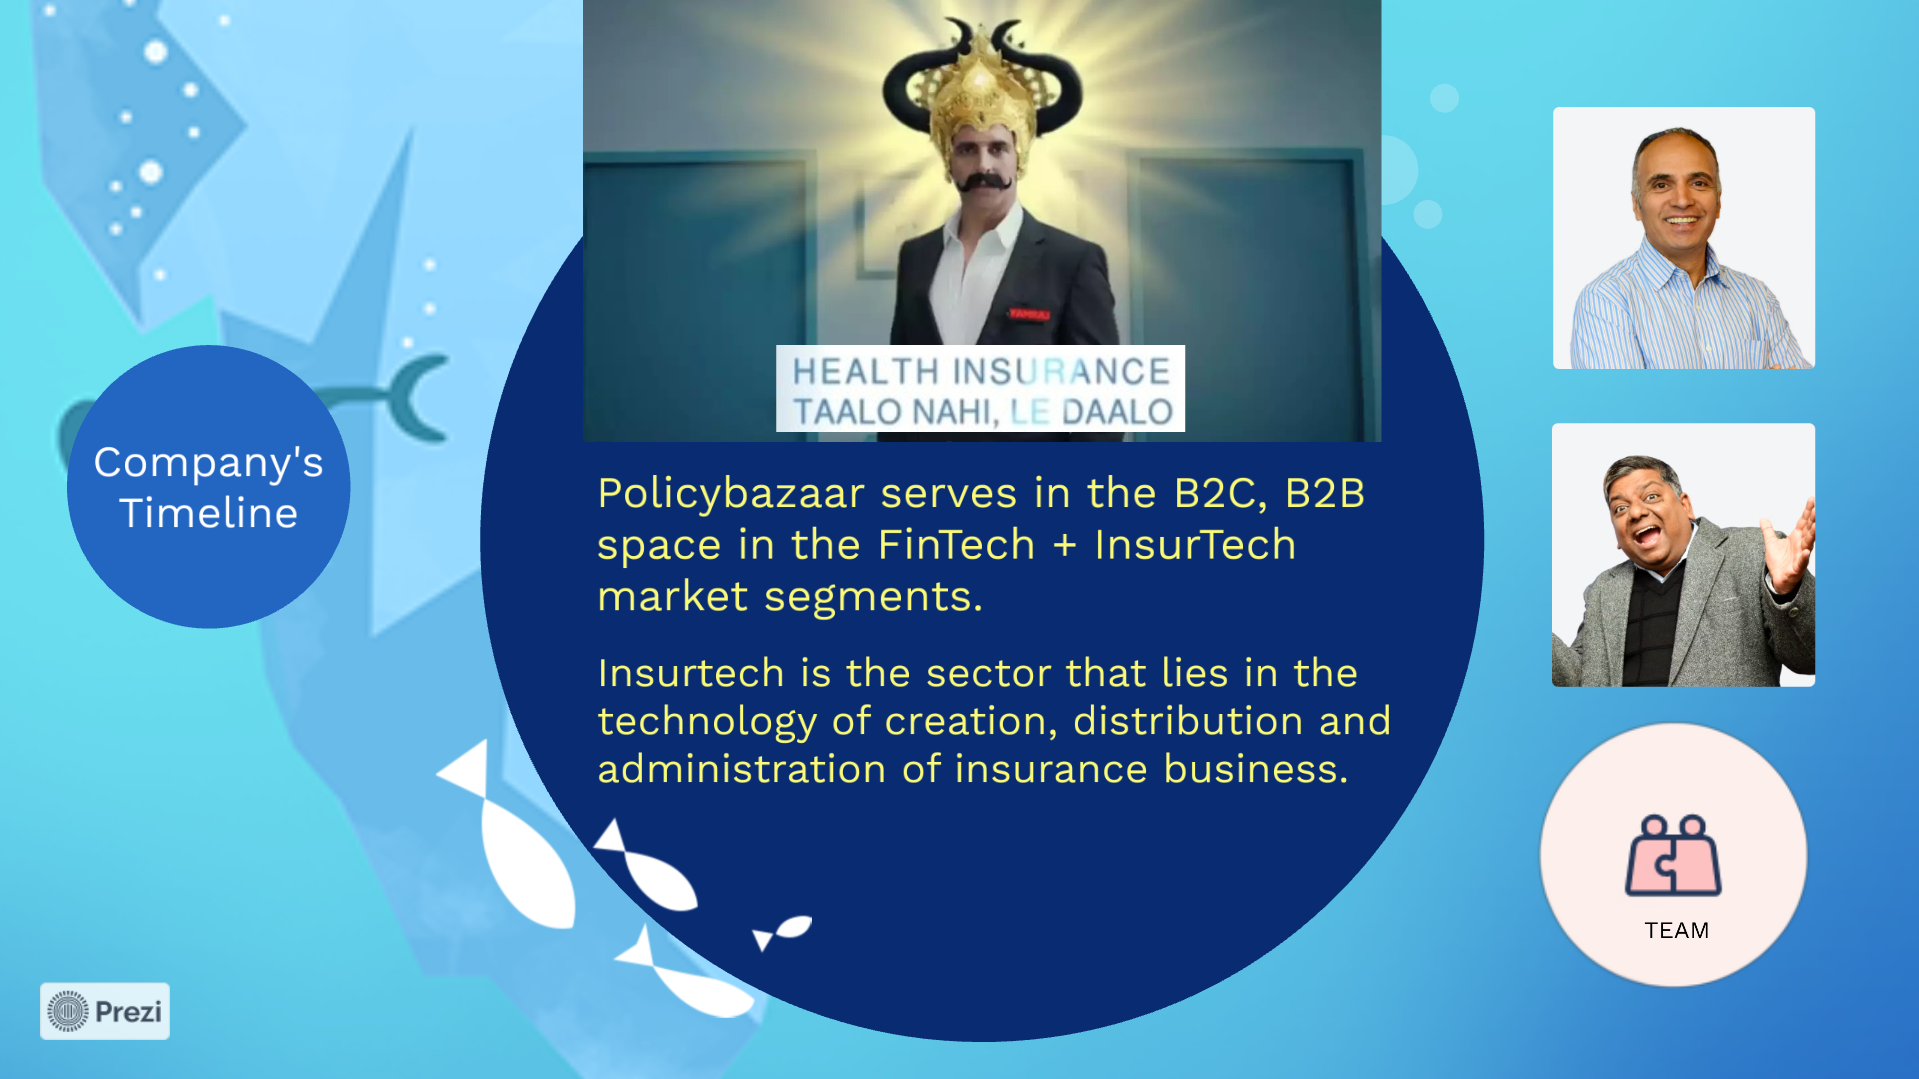 Company's
Timeline
YAMRAJ
HEALTH INSURANCE
TAALO NAHI, LE DAALO
Policybazaar serves in the B2C, B2B
space in the FinTech + InsurTech
market segments.
Insurtech is the sector that lies in the
technology of creation, distribution and
administration of insurance business.
TEAM
Prezi